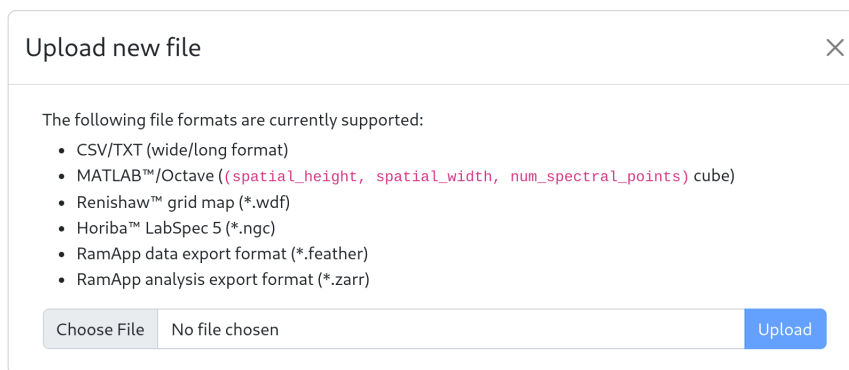 Upload new file
The following file formats are currently supported:
CSV/TXT (wide/long format)
MATLAB™/Octave ((spatial_height, spatial_width, num_spectral_points) cube)
Renishaw™ grid map (*.wdf)
Horiba™ LabSpec 5 (*.ngc)
RamApp data export format (*.feather)
RamApp analysis export format (*.zarr)
Choose File No file chosen Upload